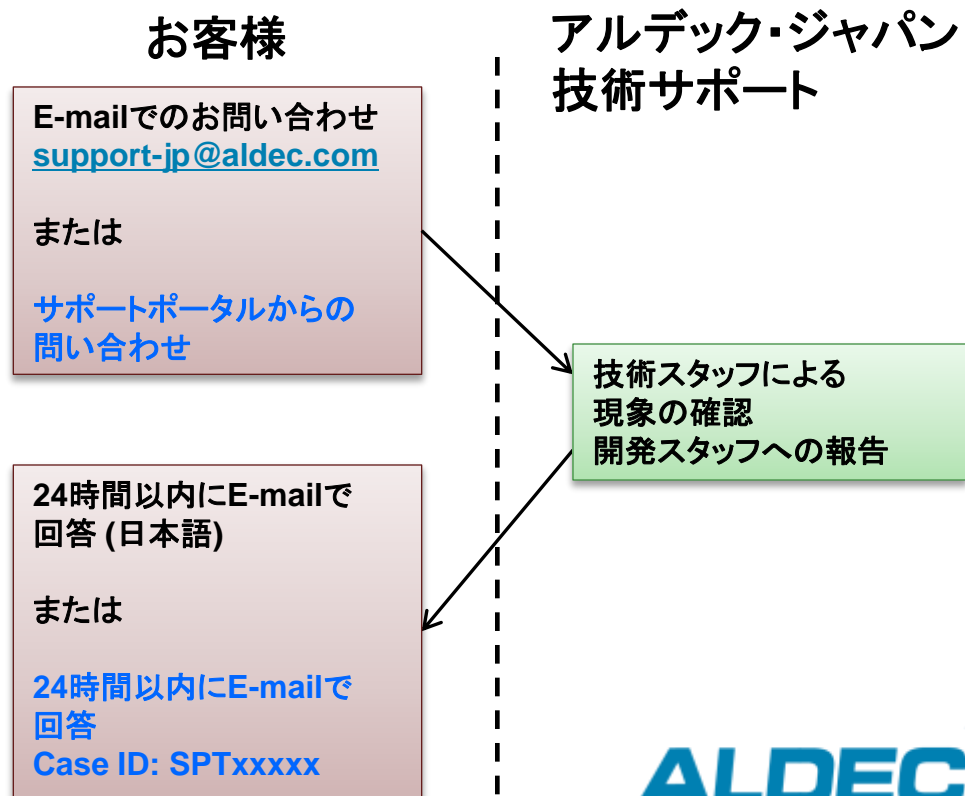 お客様
アルデック・ジャパン
技術サポート
E-mailでのお問い合わせ
support-jp@aldec.com
または
サポートポータルからの
問い合わせ
技術スタッフによる
現象の確認
開発スタッフへの報告
24時間以内にE-mailで
回答 (日本語)
または
24時間以内にE-mailで
回答
Case ID: SPTxxxxx
ALDEC